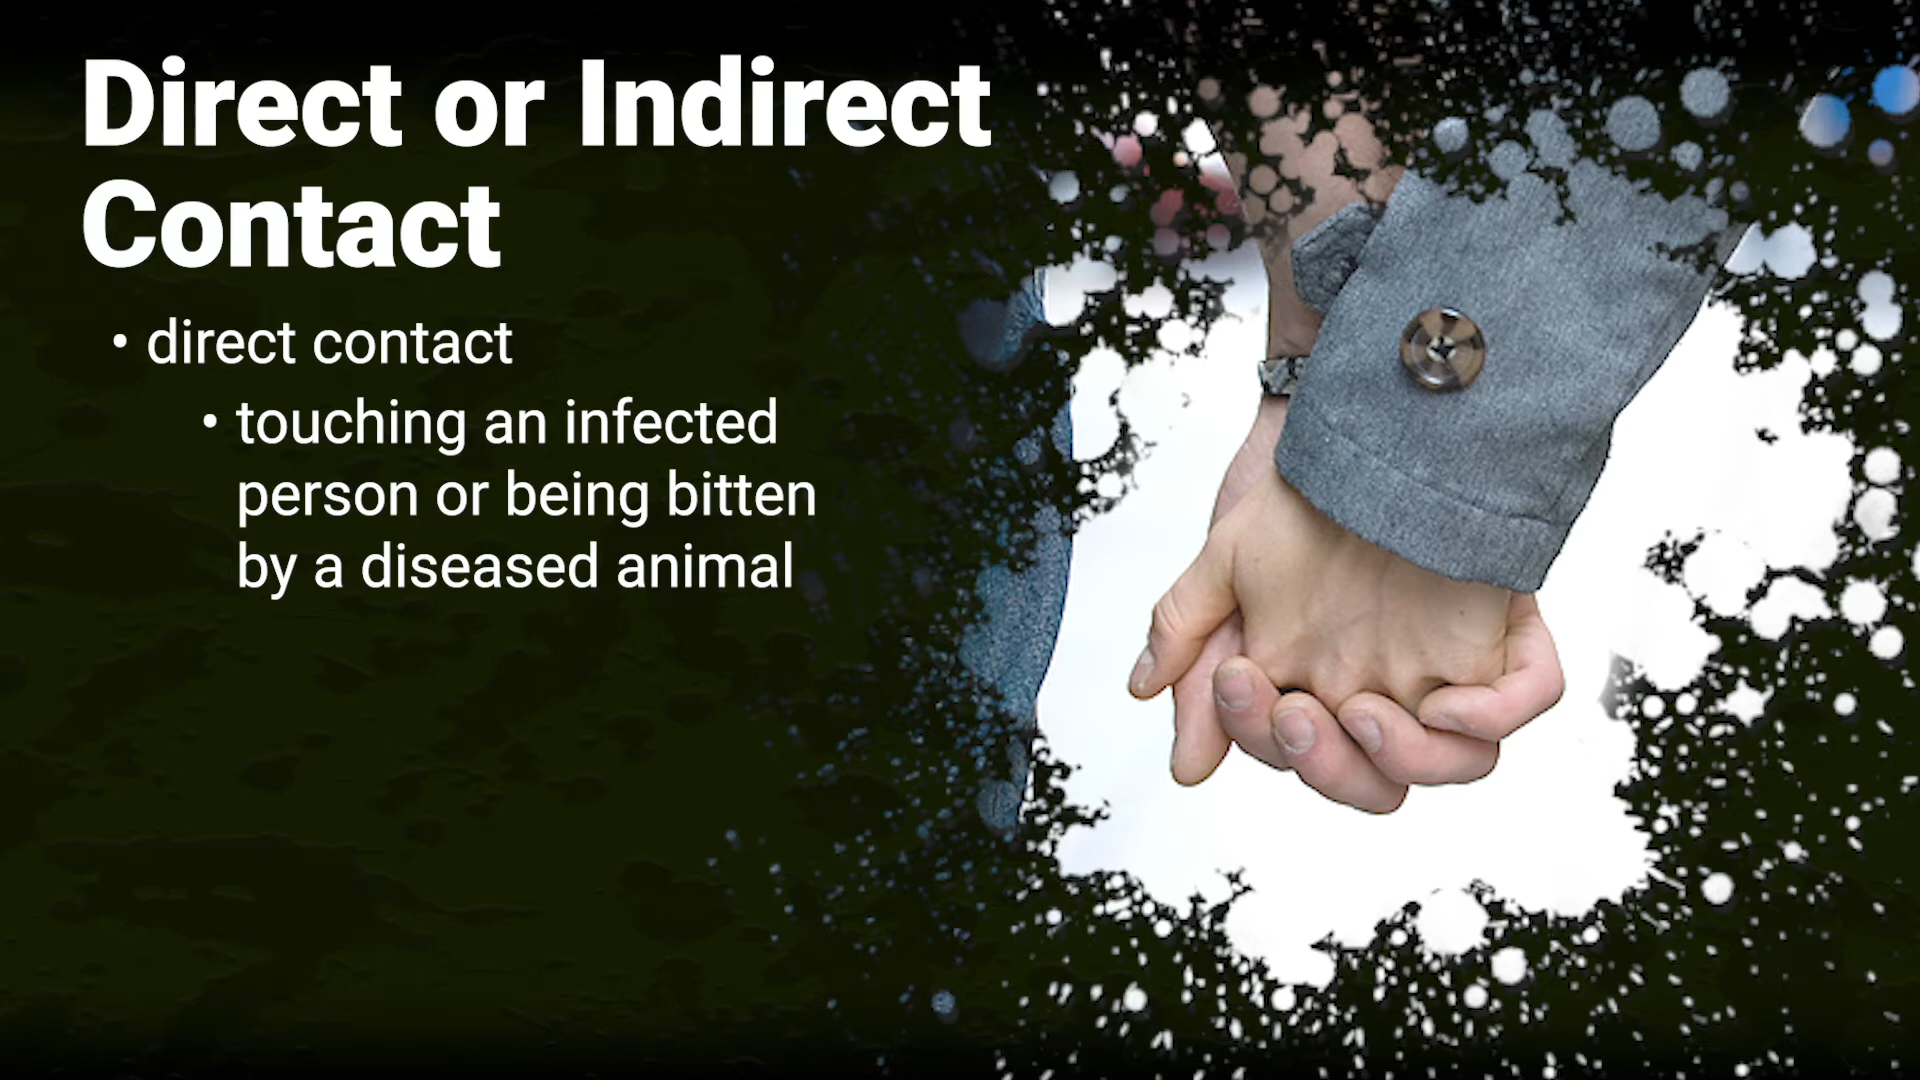 Direct or Indirect
Contact
• direct contact
• touching an infected
person or being bitten
by a diseased animal